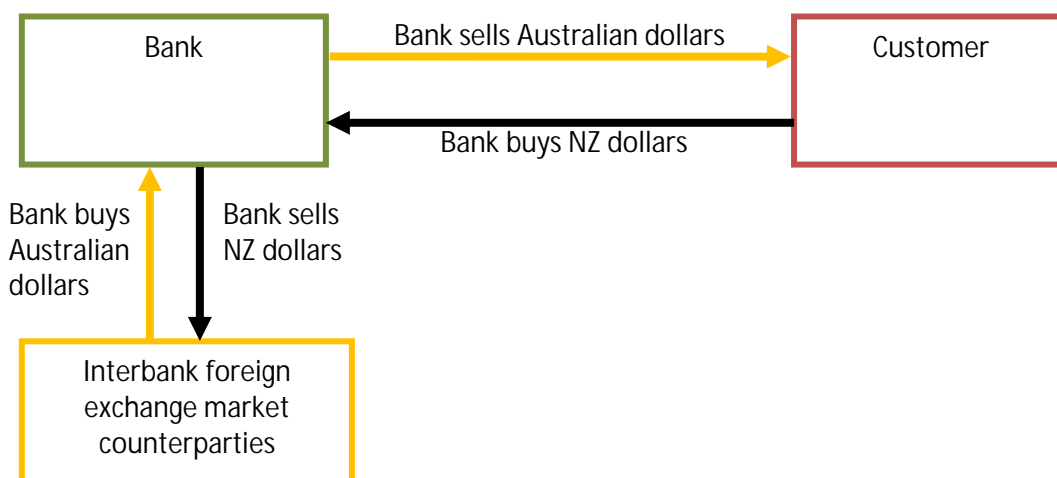 Bank
Bank sells Australian dollars
Customer
Bank buys NZ dollars
Bank buys
Australian
dollars
Bank sells
NZ dollars
Interbank foreign
exchange market
counterparties